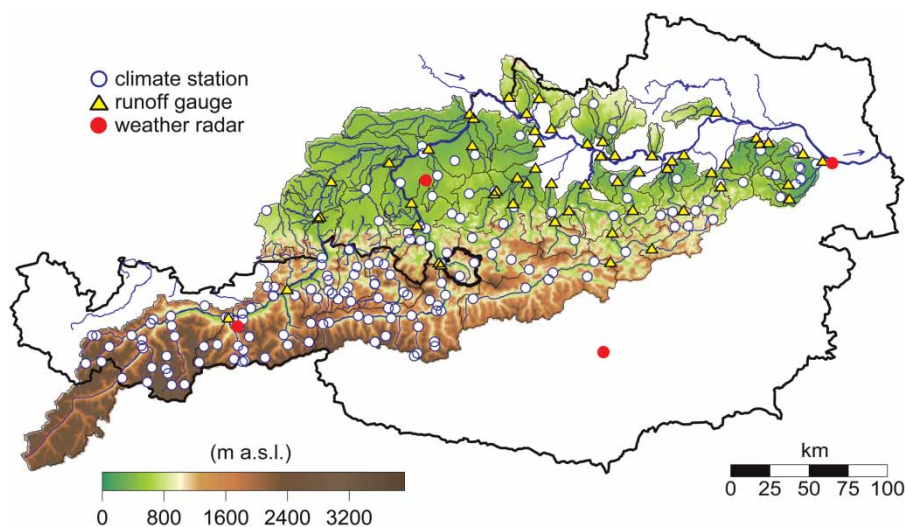 climate station
runoff gauge
weather radar
(m a.s.l.)
0 800 1600 2400 3200
km
0 25 50 75 100